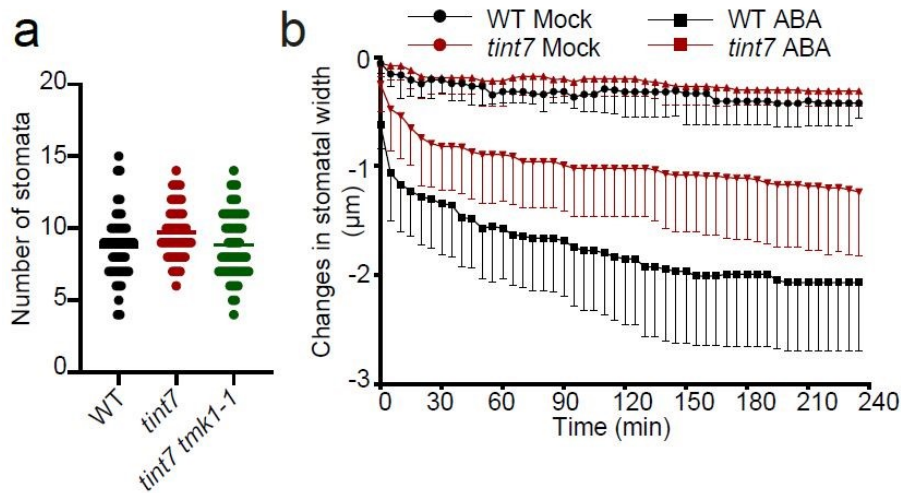 a
Number of stomata
20
15
10
5
0
WT
tint7
tint7 tmk1-1
b
WT Mock
WT ABA
tint7 Mock
tint7 ABA
Changes in stomatal width
(μm)
0
-1
-2
-3
0 30 60 90 120 150 180 210 240
Time (min)